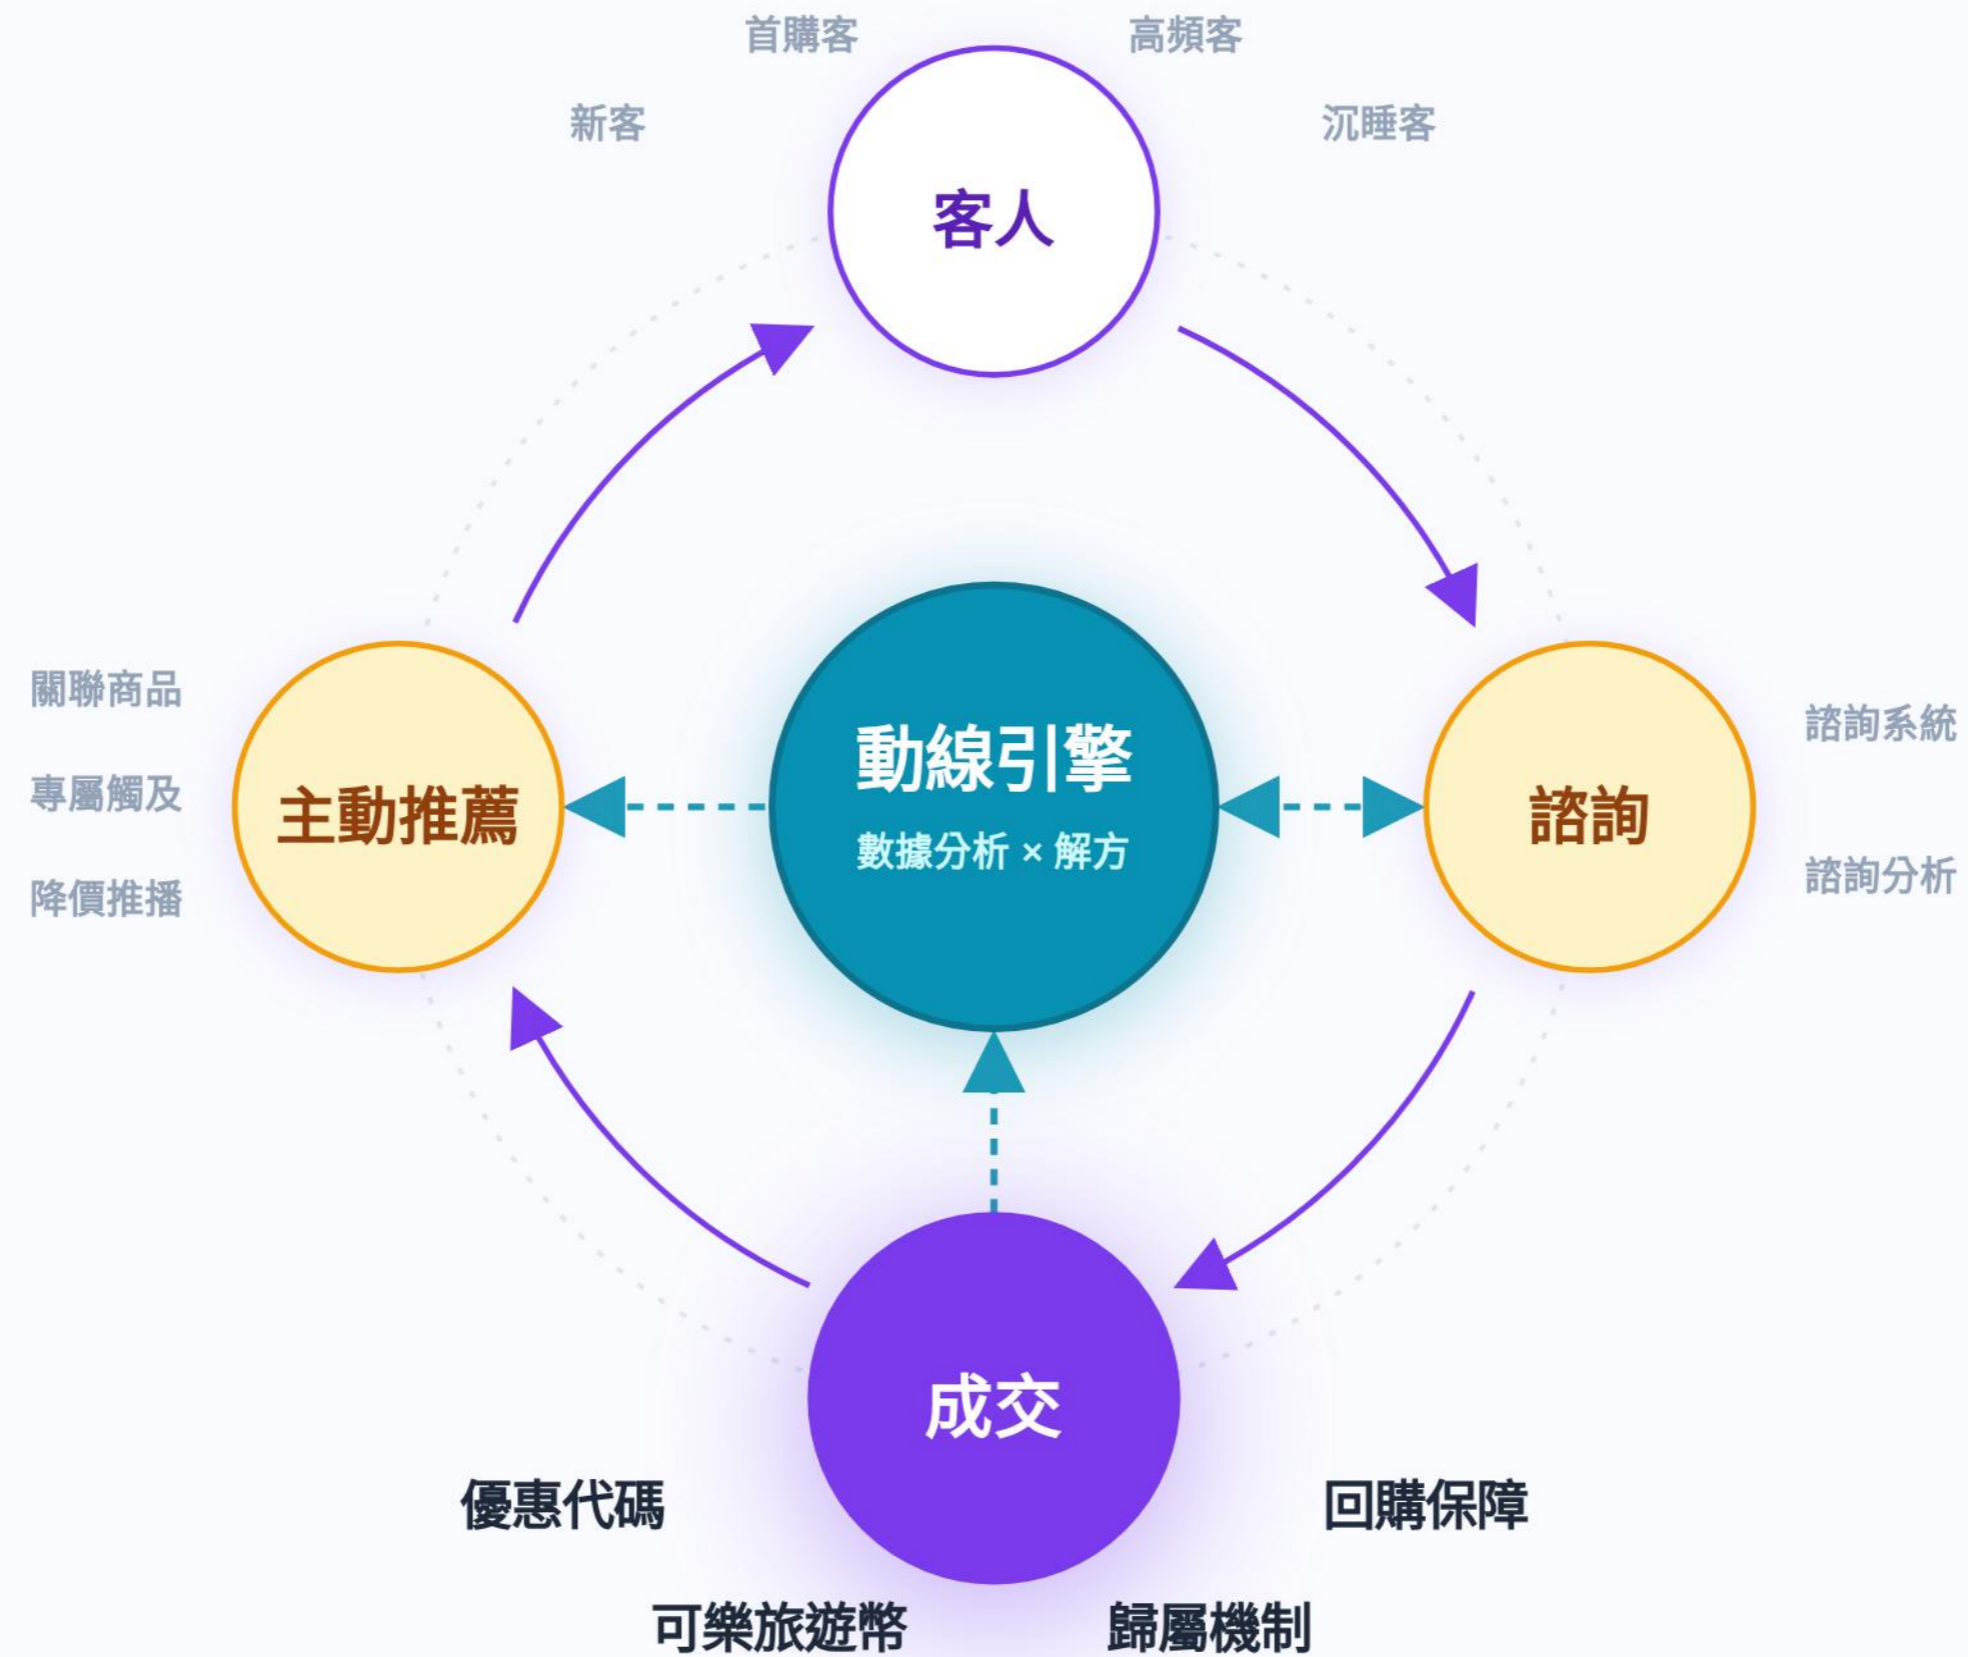 首購客
高頻客
新客
沉睡客
客人
關聯商品
專屬觸及
降價推播
主動推薦
動線引擎
數據分析 × 解方
諮詢
諮詢系統
諮詢分析
成交
優惠代碼
回購保障
可樂旅遊幣
歸屬機制